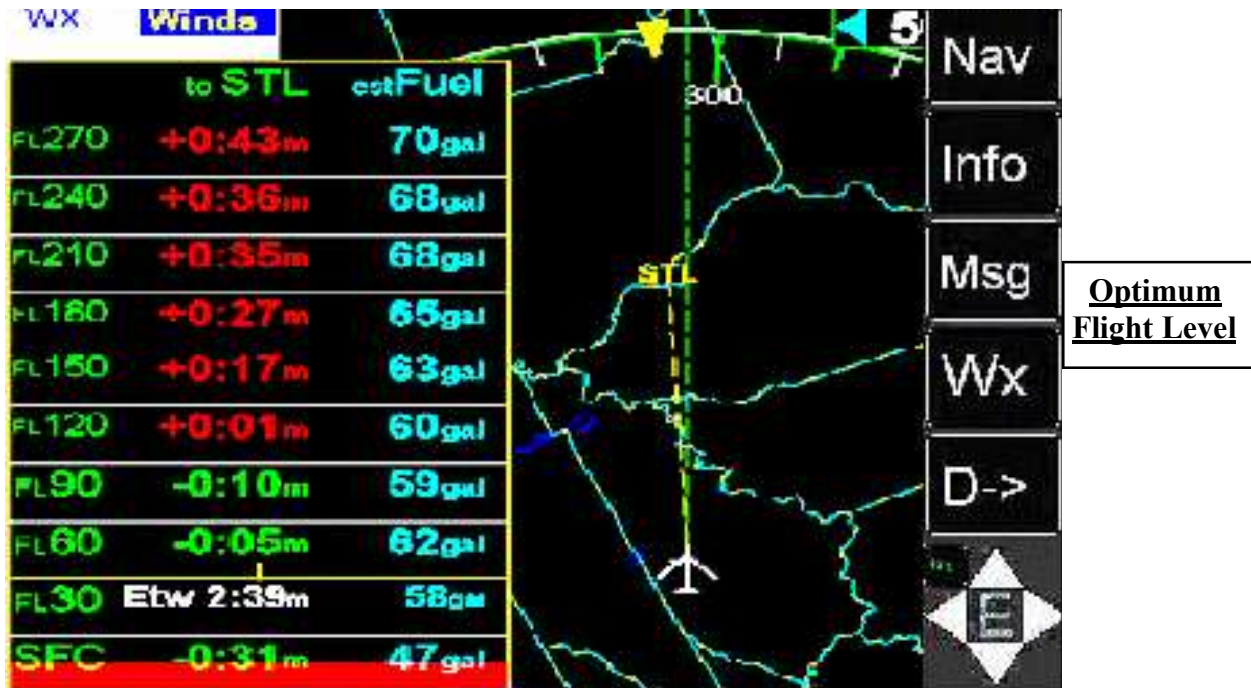 WX Winds
to STL estFuel
FL270 +0:43m 70gal
FL240 +0:36m 68gal
FL210 +0:35m 68gal
FL180 +0:27m 65gal
FL150 +0:17m 63gal
FL120 +0:01m 60gal
FL90 -0:10m 59gal
FL60 -0:05m 62gal
FL30 Etw 2:39m 58gal
SFC -0:31m 47gal
5
300
STL
Nav
Info
Msg
Wx
D->
E
Optimum
Flight Level